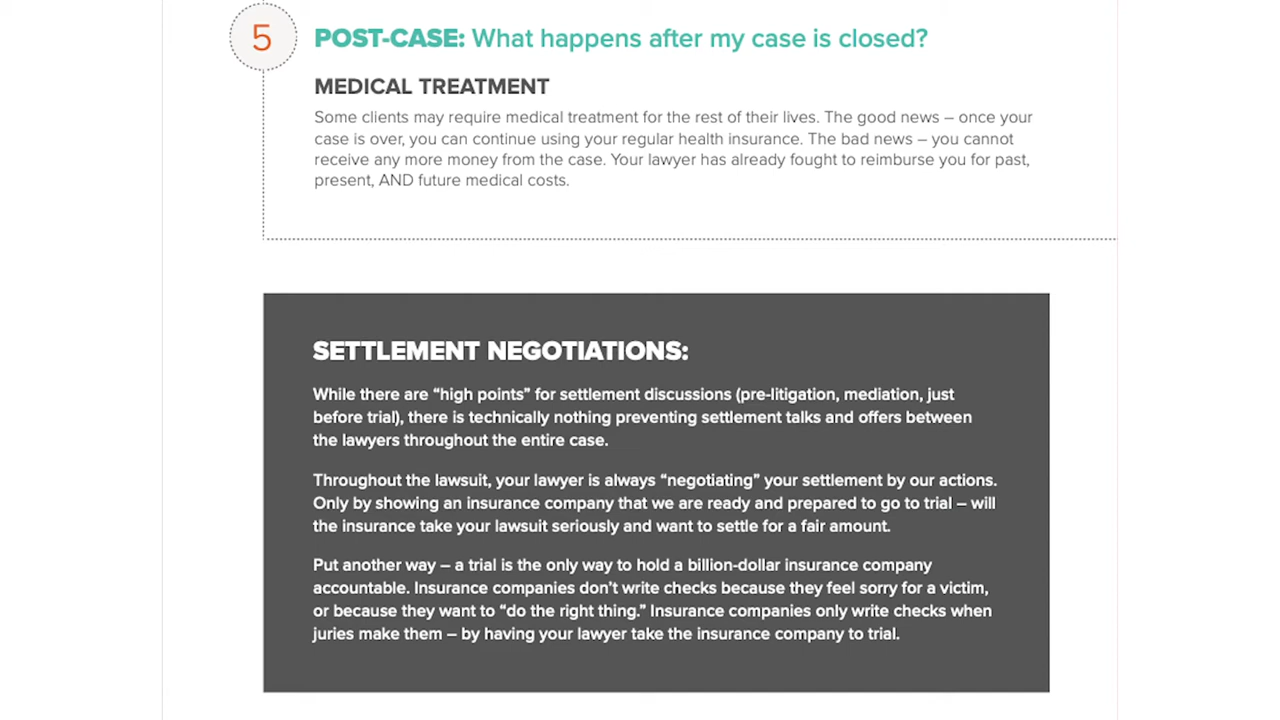 5
POST-CASE: What happens after my case is closed?
MEDICAL TREATMENT
Some clients may require medical treatment for the rest of their lives. The good news – once your
case is over, you can continue using your regular health insurance. The bad news – you cannot
receive any more money from the case. Your lawyer has already fought to reimburse you for past,
present, AND future medical costs.
SETTLEMENT NEGOTIATIONS:
While there are “high points” for settlement discussions (pre-litigation, mediation, just
before trial), there is technically nothing preventing settlement talks and offers between
the lawyers throughout the entire case.
Throughout the lawsuit, your lawyer is always “negotiating” your settlement by our actions.
Only by showing an insurance company that we are ready and prepared to go to trial – will
the insurance take your lawsuit seriously and want to settle for a fair amount.
Put another way – a trial is the only way to hold a billion-dollar insurance company
accountable. Insurance companies don’t write checks because they feel sorry for a victim,
or because they want to “do the right thing.” Insurance companies only write checks when
juries make them – by having your lawyer take the insurance company to trial.